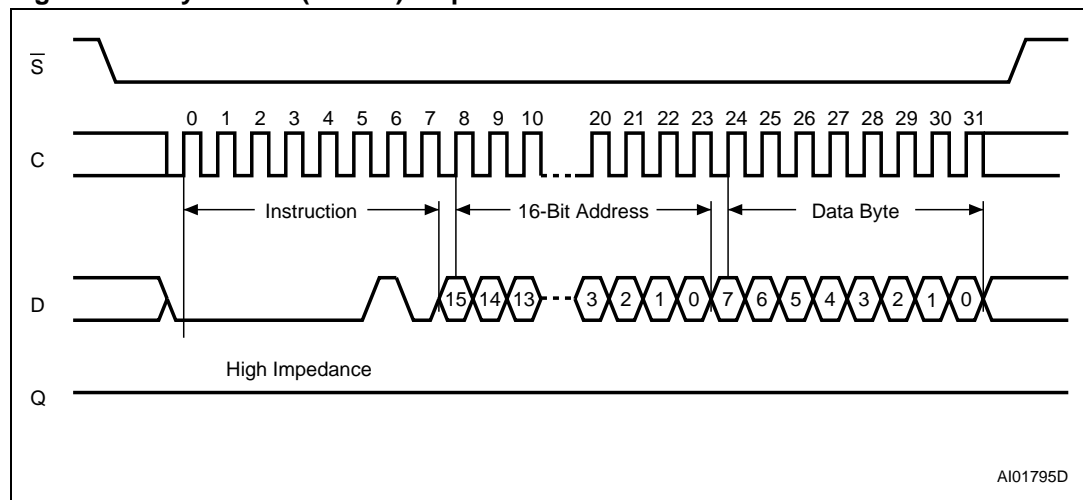 S
0 1 2 3 4 5 6 7 8 9 10 20 21 22 23 24 25 26 27 28 29 30 31
C
Instruction 16-Bit Address Data Byte
D 15 14 13 3 2 1 0 7 6 5 4 3 2 1 0
High Impedance
Q
AI01795D